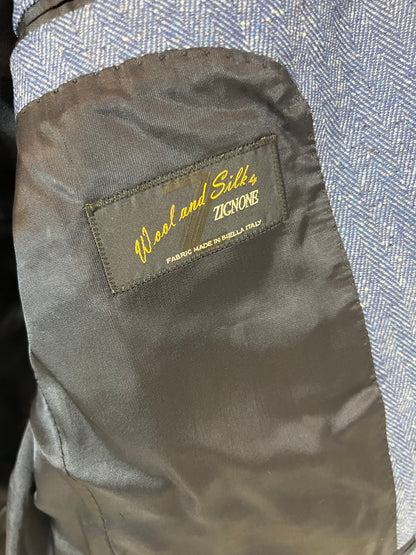 Wool and Silk by
ZIGNONE
FABRIC MADE IN BIELLA ITALY